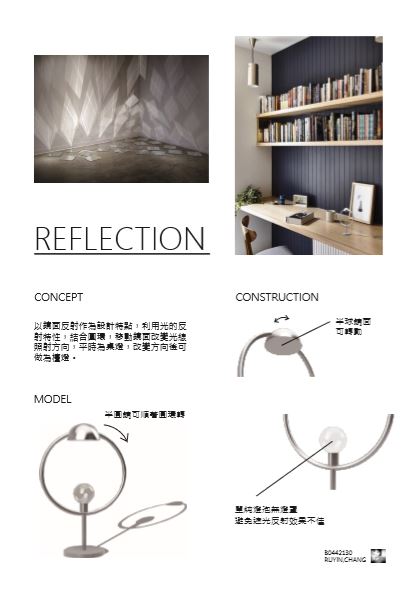 REFLECTION
CONCEPT
以鏡面反射作為設計特點，利用光的反
射特性，結合圓環，移動鏡面改變光線
照射方向，平時為桌燈，改變方向後可
做為檯燈。
CONSTRUCTION
半球鏡面
可轉動
MODEL
半圓鏡可順著圓環轉
單純燈泡無燈罩
避免遮光反射效果不佳
B0442130
RUYIN,CHANG